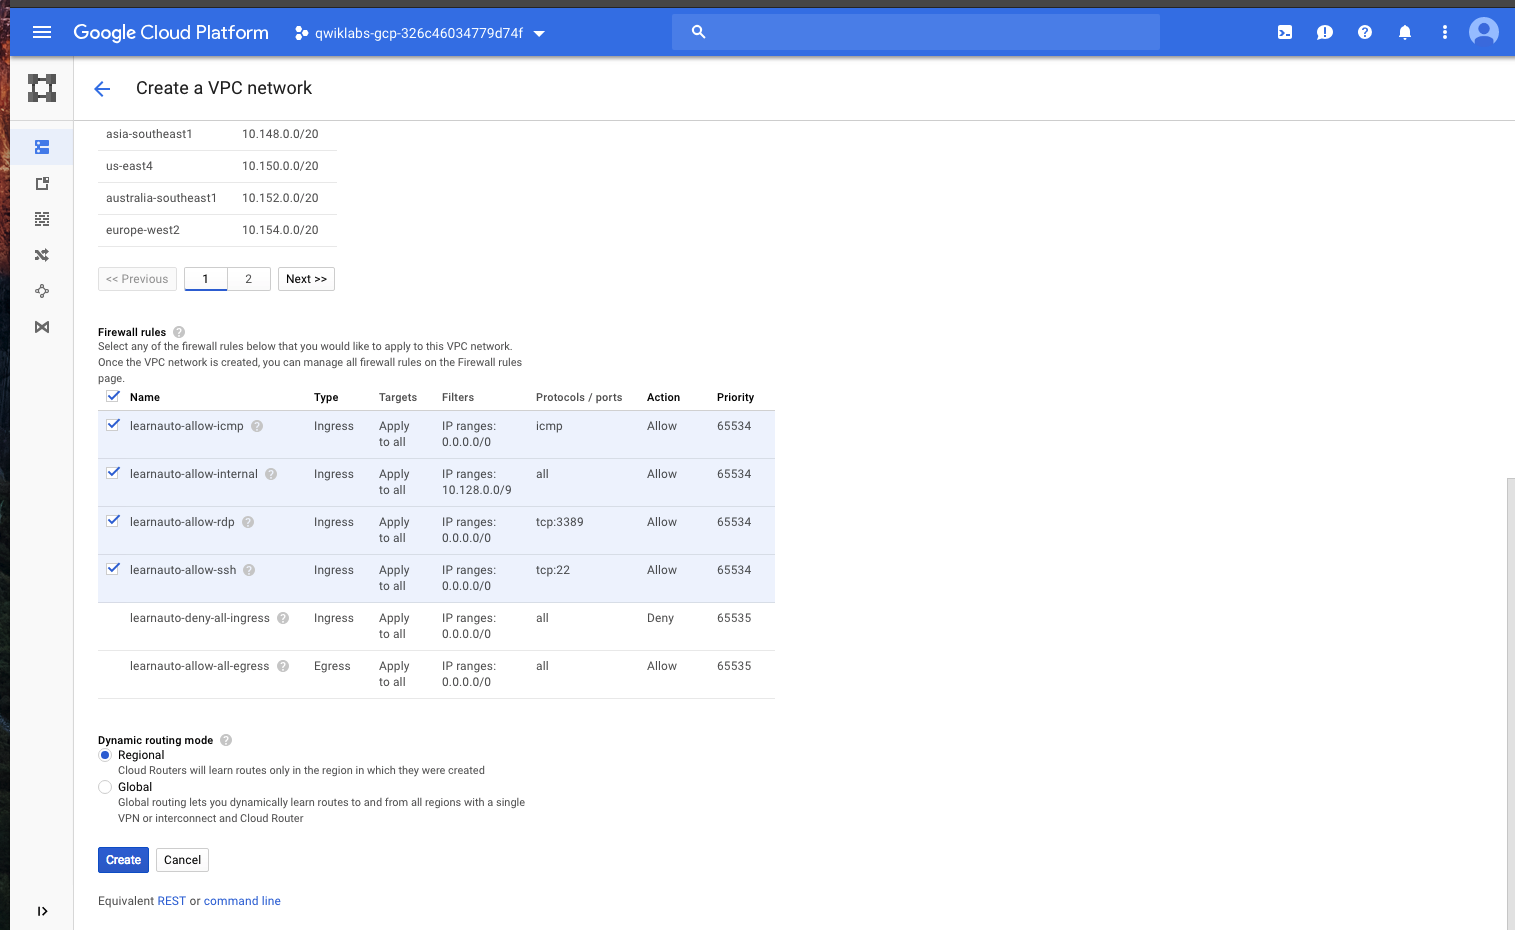 Google Cloud Platform qwiklabs-gcp-326c46034779d74f
Create a VPC network
asia-southeast1 10.148.0.0/20
us-east4 10.150.0.0/20
australia-southeast1 10.152.0.0/20
europe-west2 10.154.0.0/20
<< Previous 1 2 Next >>
Firewall rules
Select any of the firewall rules below that you would like to apply to this VPC network.
Once the VPC network is created, you can manage all firewall rules on the Firewall rules
page.
Name Type Targets Filters Protocols / ports Action Priority
learnauto-allow-icmp Ingress Apply IP ranges: icmp Allow 65534
to all 0.0.0.0/0
learnauto-allow-internal Ingress Apply IP ranges: all Allow 65534
to all 10.128.0.0/9
learnauto-allow-rdp Ingress Apply IP ranges: tcp:3389 Allow 65534
to all 0.0.0.0/0
learnauto-allow-ssh Ingress Apply IP ranges: tcp:22 Allow 65534
to all 0.0.0.0/0
learnauto-deny-all-ingress Ingress Apply IP ranges: all Deny 65535
to all 0.0.0.0/0
learnauto-allow-all-egress Egress Apply IP ranges: all Allow 65535
to all 0.0.0.0/0
Dynamic routing mode
Regional
Cloud Routers will learn routes only in the region in which they were created
Global
Global routing lets you dynamically learn routes to and from all regions with a single
VPN or interconnect and Cloud Router
Create Cancel
Equivalent REST or command line